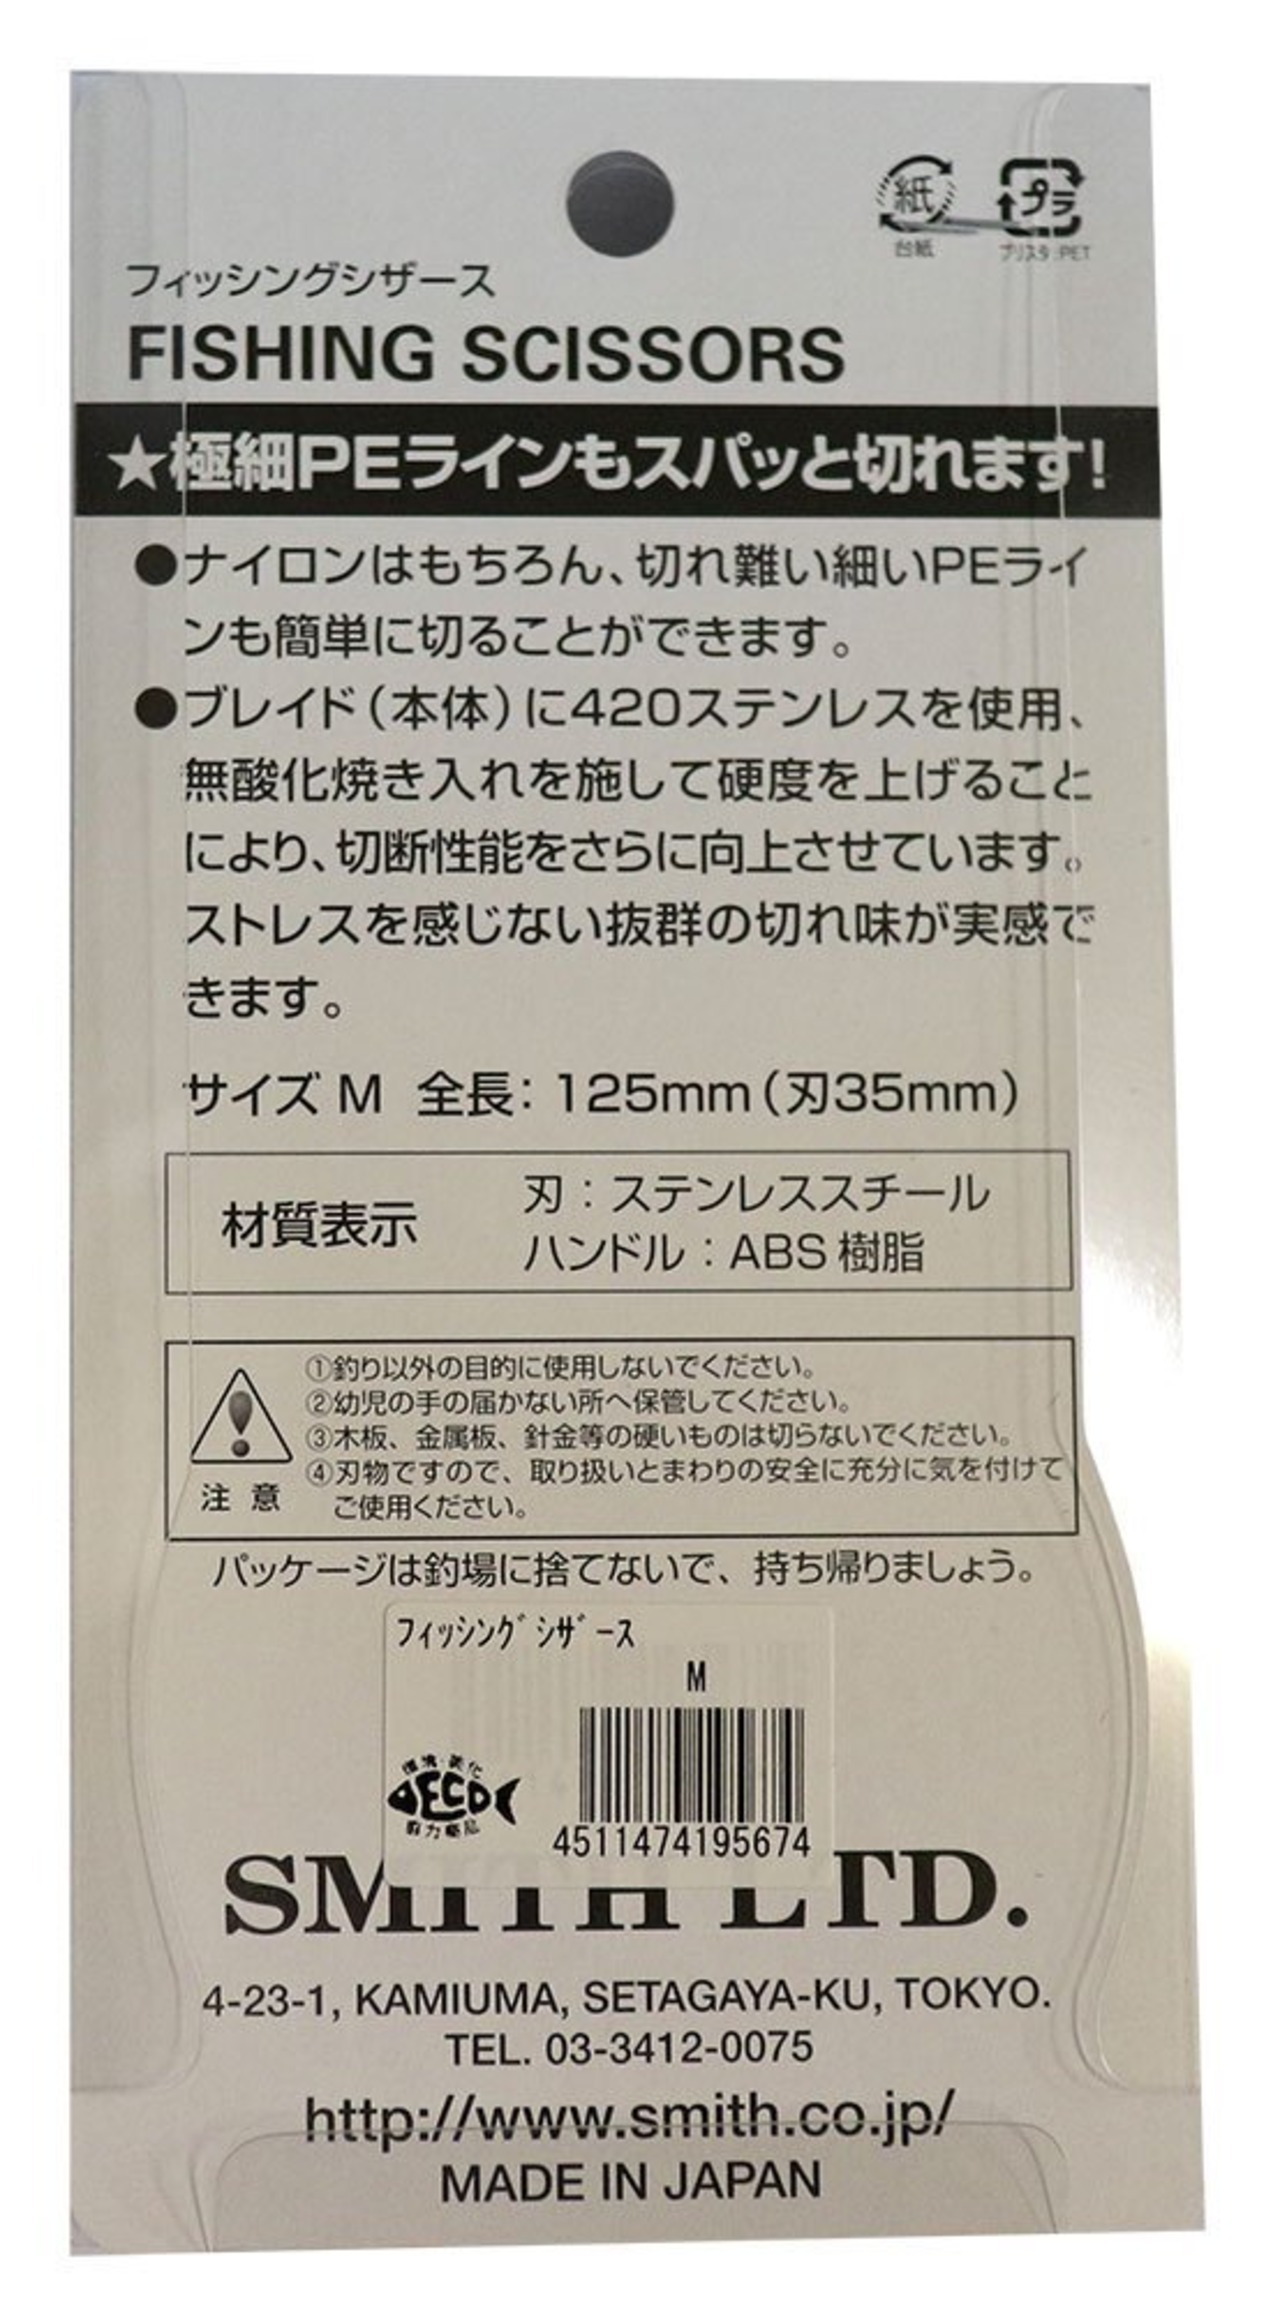 紙
プラ
台紙
ブリスタ:PET
フィッシングシザース
FISHING SCISSORS
★極細PEラインもスパッと切れます!
●ナイロンはもちろん、切れ難い細いPEライ
ンも簡単に切ることができます。
●ブレイド(本体)に420ステンレスを使用、
無酸化焼き入れを施して硬度を上げること
により、切断性能をさらに向上させています。
ストレスを感じない抜群の切れ味が実感で
きます。
サイズ M 全長:125mm(刃35mm)
材質表示
刃:ステンレススチール
ハンドル:ABS 樹脂
注意
①釣り以外の目的に使用しないでください。
②幼児の手の届かない所へ保管してください。
③木板、金属板、針金等の硬いものは切らないでください。
④刃物ですので、取り扱いとまわりの安全に充分に気を付けて
ご使用ください。
パッケージは釣場に捨てないで、持ち帰りましょう。
フィッシングシザース
M
環境・美化
ECO
4511474195674
SMITH LTD.
4-23-1, KAMIUMA, SETAGAYA-KU, TOKYO.
TEL. 03-3412-0075
http://www.smith.co.jp/
MADE IN JAPAN